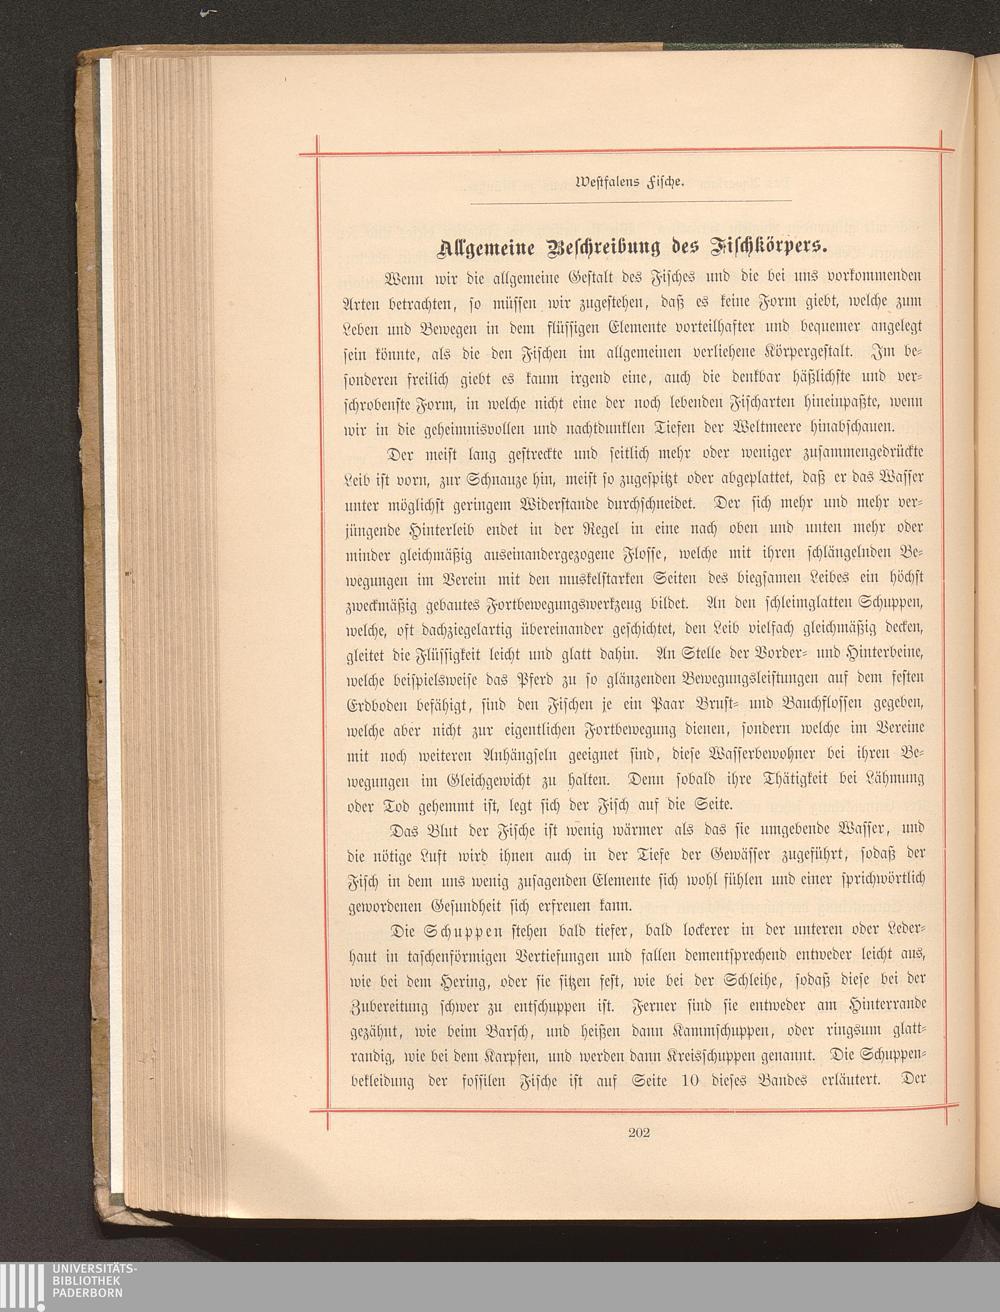 Westfalens Fische.
Allgemeine Beschreibung des Fischkörpers.
Wenn wir die allgemeine Gestalt des Fisches und die bei uns vorkommenden
Arten betrachten, so müssen wir zugestehen, daß es keine Form giebt, welche zum
Leben und Bewegen in dem flüssigen Elemente vorteilhafter und bequemer angelegt
sein könnte, als die den Fischen im allgemeinen verliehene Körpergestalt. Im be-
sonderen freilich giebt es kaum irgend eine, auch die denkbar häßlichste und ver-
schrobenste Form, in welche nicht eine der noch lebenden Fischarten hineinpaßte, wenn
wir in die geheimnisvollen und nachtdunklen Tiefen der Weltmeere hinabschauen.
Der meist lang gestreckte und seitlich mehr oder weniger zusammengedrückte
Leib ist vorn, zur Schnauze hin, meist so zugespitzt oder abgeplattet, daß er das Wasser
unter möglichst geringem Widerstande durchschneidet. Der sich mehr und mehr ver-
jüngende Hinterleib endet in der Regel in eine nach oben und unten mehr oder
minder gleichmäßig auseinandergezogene Flosse, welche mit ihren schlängelnden Be-
wegungen im Verein mit den muskelstarken Seiten des biegsamen Leibes ein höchst
zweckmäßig gebautes Fortbewegungswerkzeug bildet. An den schleimglatten Schuppen,
welche, oft dachziegelartig übereinander geschichtet, den Leib vielfach gleichmäßig decken,
gleitet die Flüssigkeit leicht und glatt dahin. An Stelle der Vorder- und Hinterbeine,
welche beispielsweise das Pferd zu so glänzenden Bewegungsleistungen auf dem festen
Erdboden befähigt, sind den Fischen je ein Paar Brust- und Bauchflossen gegeben,
welche aber nicht zur eigentlichen Fortbewegung dienen, sondern welche im Vereine
mit noch weiteren Anhängseln geeignet sind, diese Wasserbewohner bei ihren Be-
wegungen im Gleichgewicht zu halten. Denn sobald ihre Thätigkeit bei Lähmung
oder Tod gehemmt ist, legt sich der Fisch auf die Seite.
Das Blut der Fische ist wenig wärmer als das sie umgebende Wasser, und
die nötige Luft wird ihnen auch in der Tiefe der Gewässer zugeführt, sodaß der
Fisch in dem uns wenig zusagenden Elemente sich wohl fühlen und einer sprichwörtlich
gewordenen Gesundheit sich erfreuen kann.
Die Schuppen stehen bald tiefer, bald lockerer in der unteren oder Leder-
haut in taschenförmigen Vertiefungen und fallen dementsprechend entweder leicht aus,
wie bei dem Hering, oder sie sitzen fest, wie bei der Schleihe, sodaß diese bei der
Zubereitung schwer zu entschuppen ist. Ferner sind sie entweder am Hinterrande
gezähnt, wie beim Barsch, und heißen dann Kammschuppen, oder ringsum glatt-
randig, wie bei dem Karpfen, und werden dann Kreisschuppen genannt. Die Schuppen-
bekleidung der fossilen Fische ist auf Seite 10 dieses Bandes erläutert. Der
202
UNIVERSITÄTS-
BIBLIOTHEK
PADERBORN